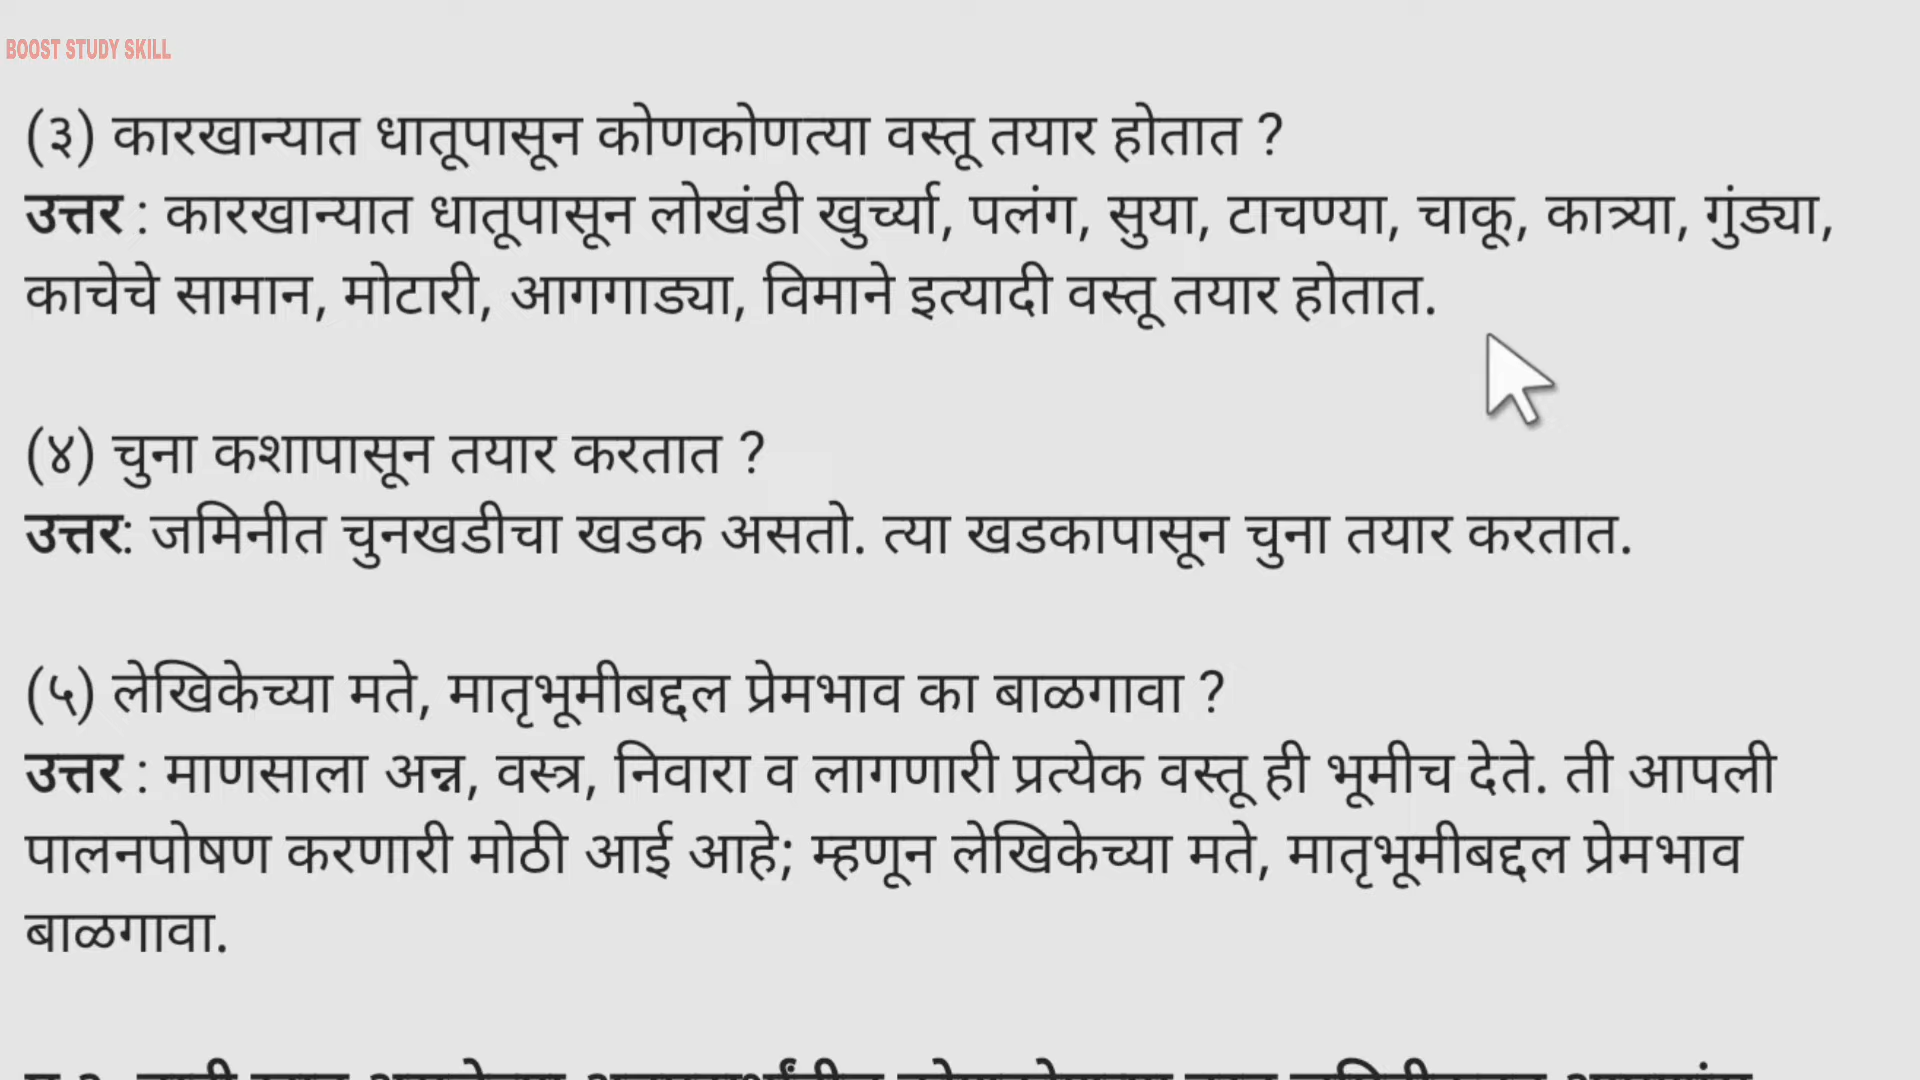 BOOST STUDY SKILL
(३) कारखान्यात धातूपासून कोणकोणत्या वस्तू तयार होतात ?
उत्तर : कारखान्यात धातूपासून लोखंडी खुर्च्या, पलंग, सुया, टाचण्या, चाकू, कात्र्या, गुंड्या,
काचेचे सामान, मोटारी, आगगाड्या, विमाने इत्यादी वस्तू तयार होतात.
(४) चुना कशापासून तयार करतात ?
उत्तर: जमिनीत चुनखडीचा खडक असतो. त्या खडकापासून चुना तयार करतात.
(५) लेखिकेच्या मते, मातृभूमीबद्दल प्रेमभाव का बाळगावा ?
उत्तर : माणसाला अन्न, वस्त्र, निवारा व लागणारी प्रत्येक वस्तू ही भूमीच देते. ती आपली
पालनपोषण करणारी मोठी आई आहे; म्हणून लेखिकेच्या मते, मातृभूमीबद्दल प्रेमभाव
बाळगावा.